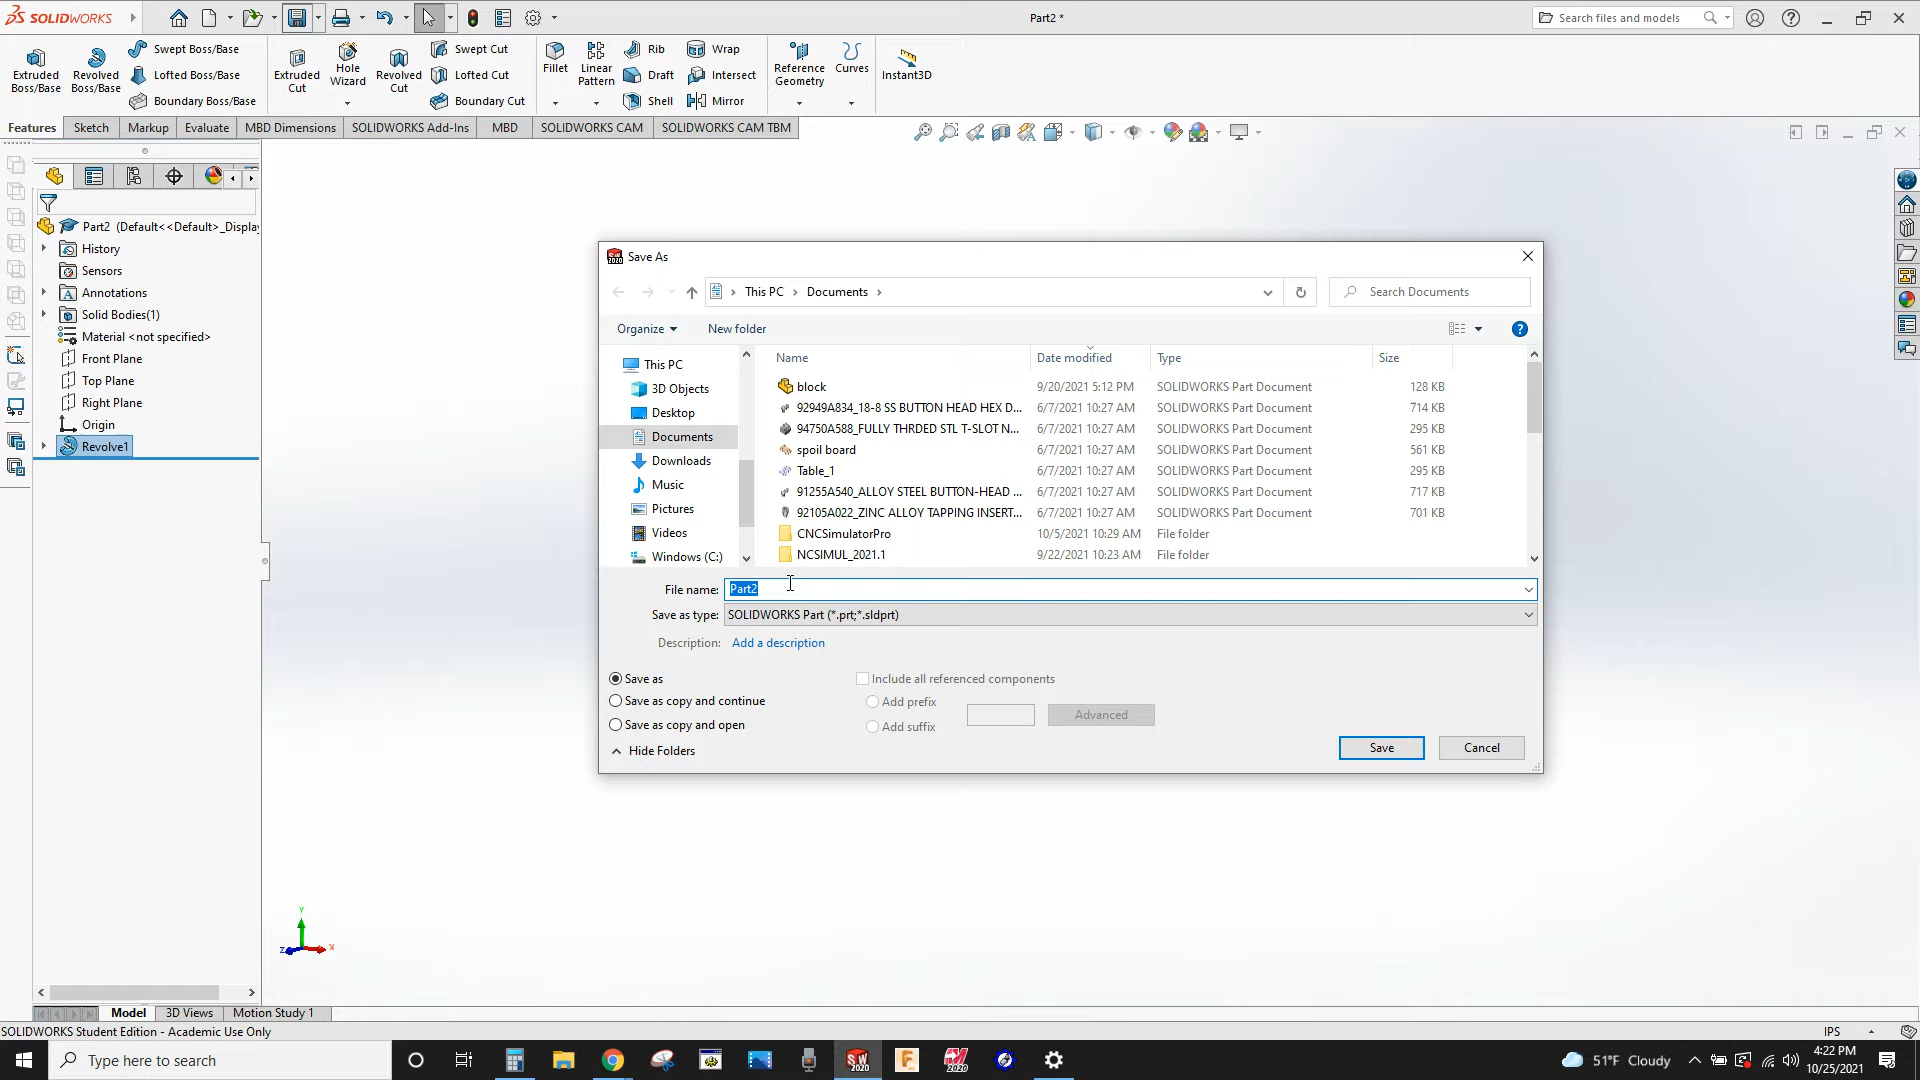 SOLIDWORKS
Part2 *
Search files and models
Extruded Boss/Base
Revolved Boss/Base
Swept Boss/Base
Lofted Boss/Base
Boundary Boss/Base
Extruded Cut
Hole Wizard
Revolved Cut
Swept Cut
Lofted Cut
Boundary Cut
Fillet
Linear Pattern
Rib
Draft
Shell
Wrap
Intersect
Mirror
Reference Geometry
Curves
Instant3D
Features
Sketch
Markup
Evaluate
MBD Dimensions
SOLIDWORKS Add-Ins
MBD
SOLIDWORKS CAM
SOLIDWORKS CAM TBM
Part2 (Default<<Default>_Display
History
Sensors
Annotations
Solid Bodies(1)
Material <not specified>
Front Plane
Top Plane
Right Plane
Origin
Revolve1
Save As
This PC
Documents
Search Documents
Organize
New folder
This PC
3D Objects
Desktop
Documents
Downloads
Music
Pictures
Videos
Windows (C:)
Name Date modified Type Size
block 9/20/2021 5:12 PM SOLIDWORKS Part Document 128 KB
92949A834_18-8 SS BUTTON HEAD HEX D... 6/7/2021 10:27 AM SOLIDWORKS Part Document 714 KB
94750A588_FULLY THRDED STL T-SLOT N... 6/7/2021 10:27 AM SOLIDWORKS Part Document 295 KB
spoil board 6/7/2021 10:27 AM SOLIDWORKS Part Document 561 KB
Table_1 6/7/2021 10:27 AM SOLIDWORKS Part Document 295 KB
91255A540_ALLOY STEEL BUTTON-HEAD ... 6/7/2021 10:27 AM SOLIDWORKS Part Document 717 KB
92105A022_ZINC ALLOY TAPPING INSERT... 6/7/2021 10:27 AM SOLIDWORKS Part Document 701 KB
CNCSimulatorPro 10/5/2021 10:29 AM File folder
NCSIMUL_2021.1 9/22/2021 10:23 AM File folder
File name: Part2
Save as type: SOLIDWORKS Part (*.prt;*.sldprt)
Description: Add a description
Save as
Save as copy and continue
Save as copy and open
Include all referenced components
Add prefix
Add suffix
Advanced
Hide Folders
Save
Cancel
Y
Z
X
Model
3D Views
Motion Study 1
SOLIDWORKS Student Edition - Academic Use Only
IPS
Type here to search
51°F Cloudy
4:22 PM
10/25/2021